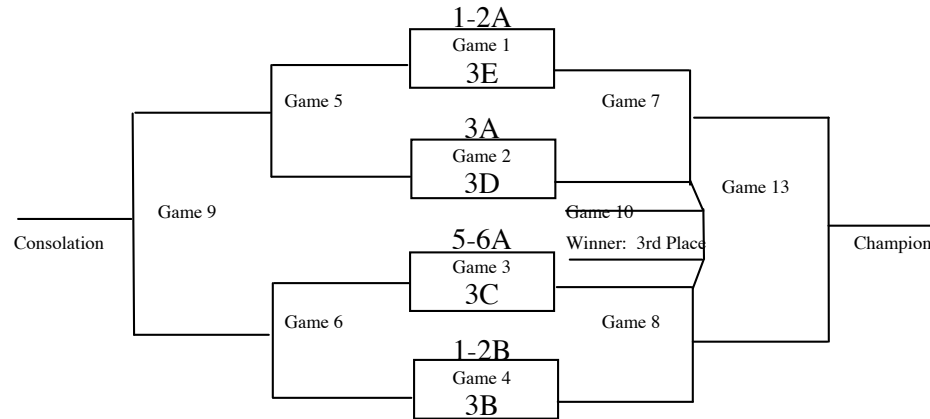 1-2A
Game 1
3E
Game 5
Game 7
3A
Game 2
3D
Game 13
Game 9
Game 10
Consolation
5-6A
Winner: 3rd Place
Champion
Game 3
3C
Game 6
Game 8
1-2B
Game 4
3B